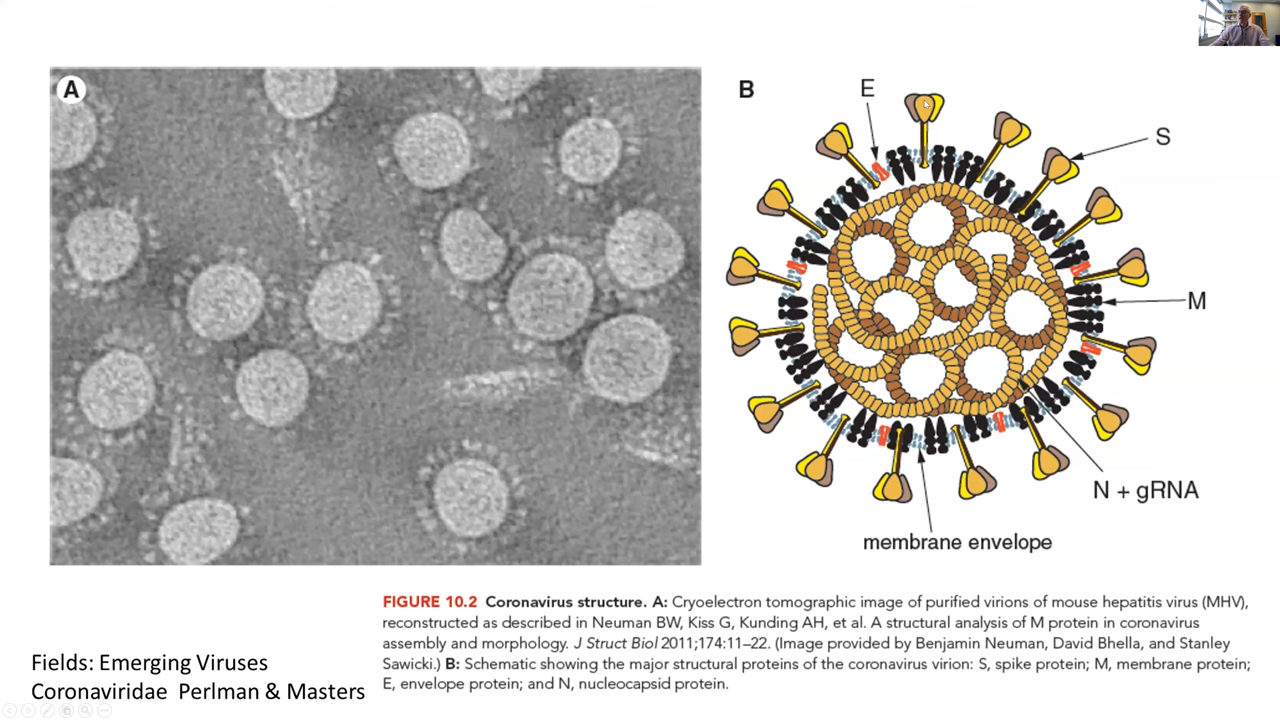 A
B
E
S
M
N + gRNA
membrane envelope
FIGURE 10.2 Coronavirus structure. A: Cryoelectron tomographic image of purified virions of mouse hepatitis virus (MHV),
reconstructed as described in Neuman BW, Kiss G, Kunding AH, et al. A structural analysis of M protein in coronavirus
assembly and morphology. J Struct Biol 2011;174:11–22. (Image provided by Benjamin Neuman, David Bhella, and Stanley
Sawicki.) B: Schematic showing the major structural proteins of the coronavirus virion: S, spike protein; M, membrane protein;
E, envelope protein; and N, nucleocapsid protein.
Fields: Emerging Viruses
Coronaviridae Perlman & Masters